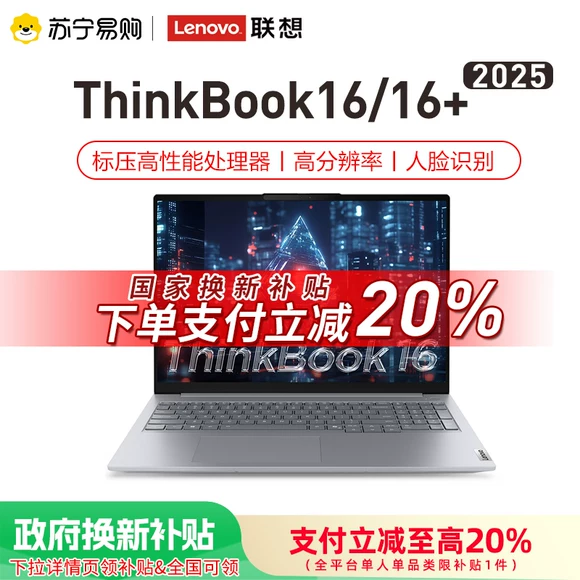 苏宁易购 Lenovo 联想
ThinkBook16/16+ 2025
标压高性能处理器丨高分辨率丨人脸识别
国家换新补贴
下单支付立减20%
ThinkBook 16
Lenovo
政府换新补贴
下拉详情页领补贴&全国可领
支付立减至高20%
(全平台单人单品类限补贴1件)